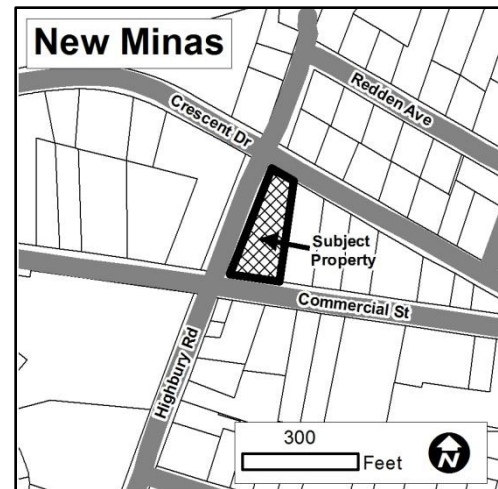 New Minas
Redden Ave
Crescent Dr
Subject
Property
Commercial St
Highbury Rd
300
Feet
N